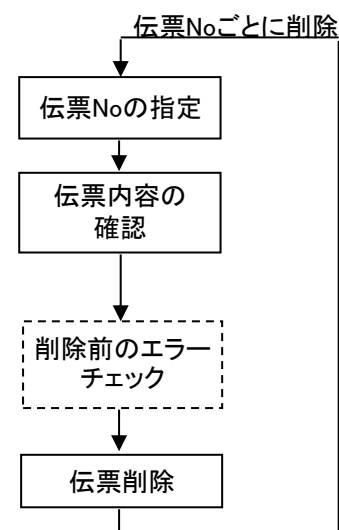 伝票Noごとに削除
伝票Noの指定
伝票内容の
確認
削除前のエラー
チェック
伝票削除